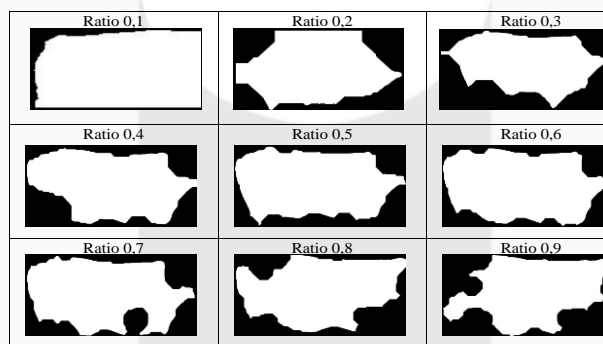 Ratio 0,1
Ratio 0,2
Ratio 0,3
Ratio 0,4
Ratio 0,5
Ratio 0,6
Ratio 0,7
Ratio 0,8
Ratio 0,9